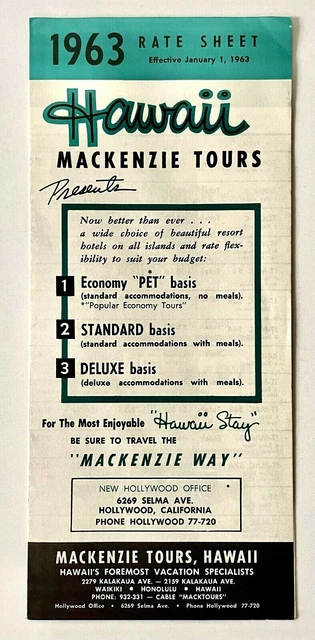 1963 RATE SHEET
Effective January 1, 1963
Hawaii
MACKENZIE TOURS
Presents
Now better than ever . . .
a wide choice of beautiful resort
hotels on all islands and rate flex-
ibility to suit your budget:
1 Economy "PET"* basis
(standard accommodations, no meals).
*"Popular Economy Tours"
2 STANDARD basis
(standard accommodations with meals).
3 DELUXE basis
(deluxe accommodations with meals).
For The Most Enjoyable "Hawaii Stay"
BE SURE TO TRAVEL THE
"MACKENZIE WAY"
NEW HOLLYWOOD OFFICE
6269 SELMA AVE.
HOLLYWOOD, CALIFORNIA
PHONE HOLLYWOOD 77-720
MACKENZIE TOURS, HAWAII
HAWAII'S FOREMOST VACATION SPECIALISTS
2279 KALAKAUA AVE. — 2159 KALAKAUA AVE.
WAIKIKI • HONOLULU • HAWAII
PHONE: 922-331 — CABLE "MACKTOURS"
Hollywood Office • 6269 Selma Ave. • Phone Hollywood 77-720